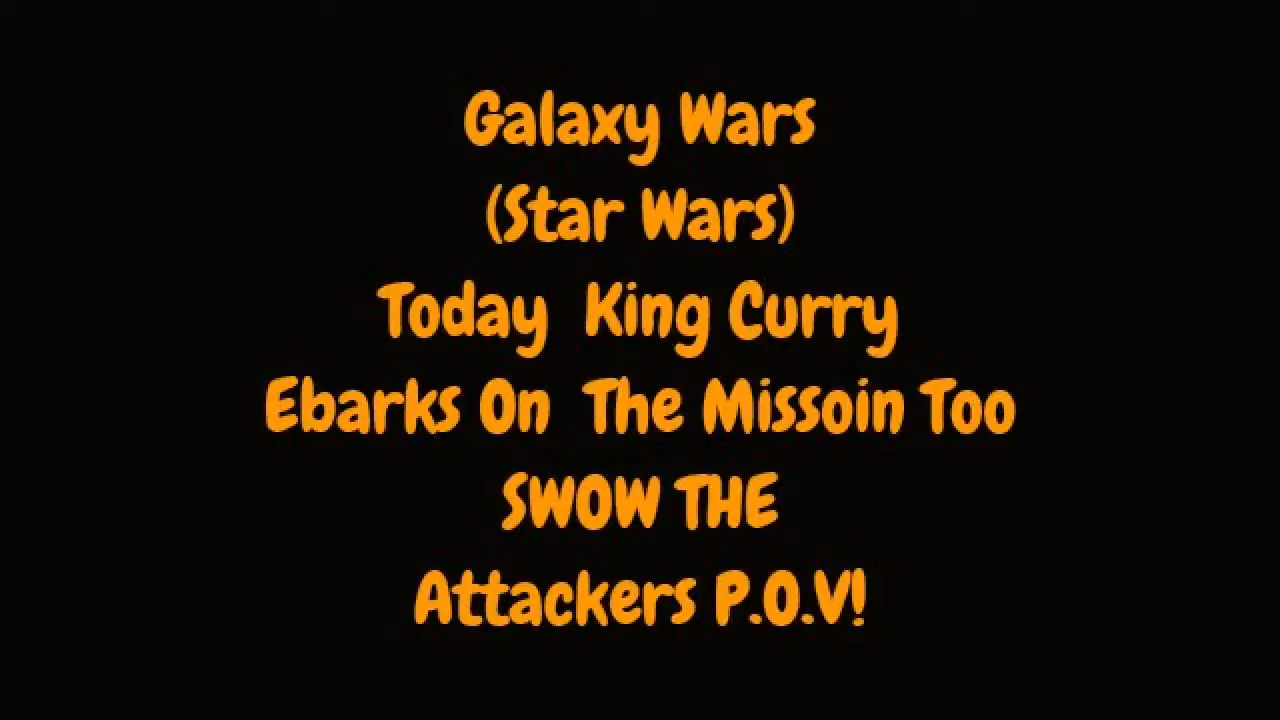 Galaxy Wars
(Star Wars)
Today King Curry
Ebarks On The Missoin Too
SWOW THE
Attackers P.O.V!